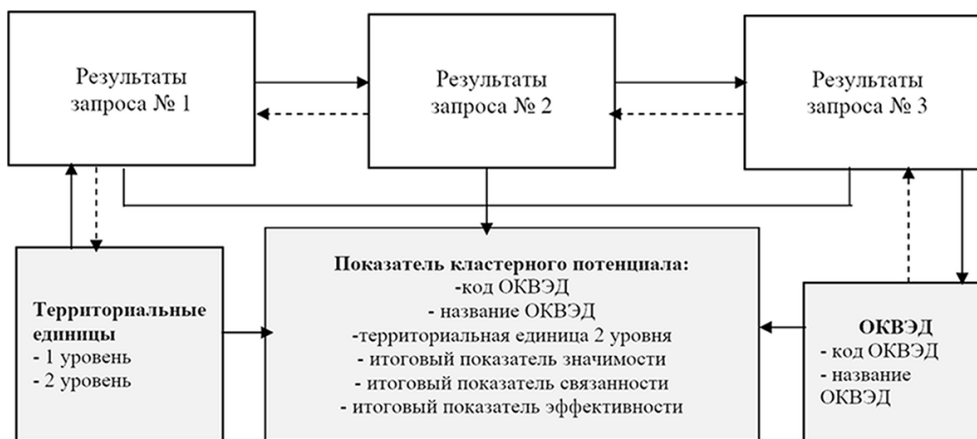 Результаты
запроса № 1
Результаты
запроса № 2
Результаты
запроса № 3
Территориальные
единицы
- 1 уровень
- 2 уровень
Показатель кластерного потенциала:
-код ОКВЭД
- название ОКВЭД
-территориальная единица 2 уровня
- итоговый показатель значимости
- итоговый показатель связанности
- итоговый показатель эффективности
ОКВЭД
- код ОКВЭД
- название
ОКВЭД